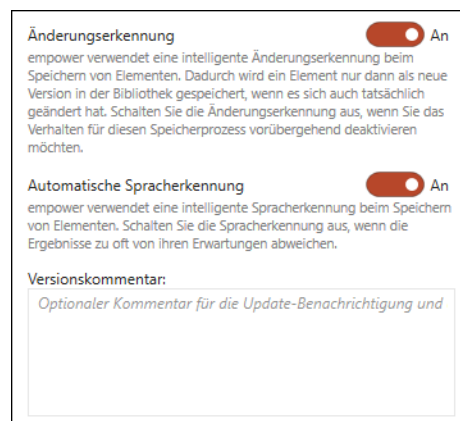 Änderungserkennung An
empower verwendet eine intelligente Änderungserkennung beim
Speichern von Elementen. Dadurch wird ein Element nur dann als neue
Version in der Bibliothek gespeichert, wenn es sich auch tatsächlich
geändert hat. Schalten Sie die Änderungserkennung aus, wenn Sie das
Verhalten für diesen Speicherprozess vorübergehend deaktivieren
möchten.
Automatische Spracherkennung An
empower verwendet eine intelligente Spracherkennung beim Speichern
von Elementen. Schalten Sie die Spracherkennung aus, wenn die
Ergebnisse zu oft von ihren Erwartungen abweichen.
Versionskommentar:
Optionaler Kommentar für die Update-Benachrichtigung und